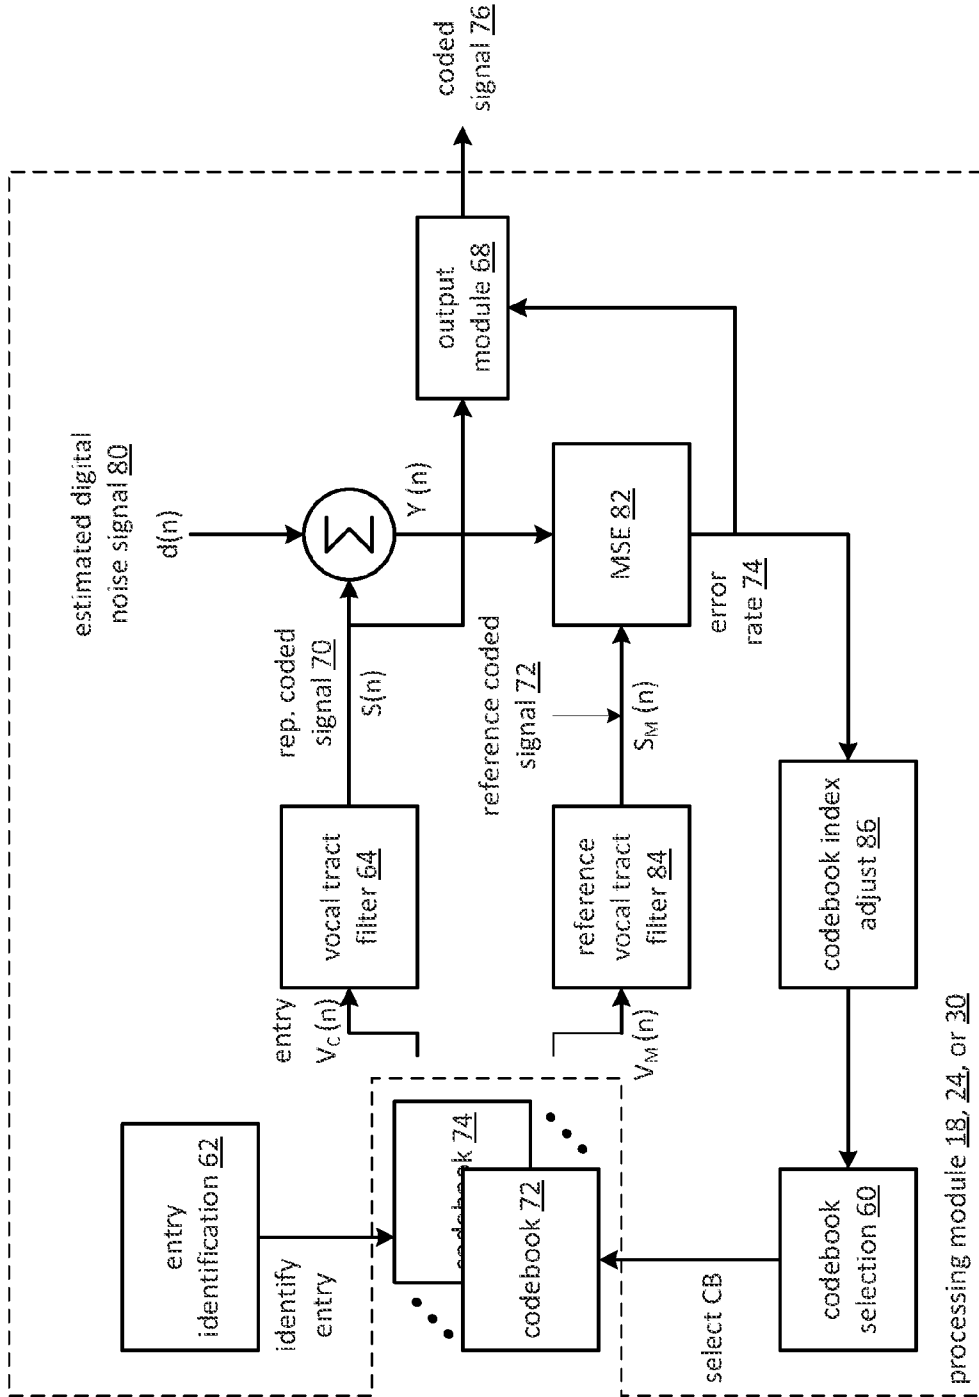 entry
identification 62
identify
entry
codebook 74
codebook 72
select CB
codebook
selection 60
entry
VC(n)
vocal tract
filter 64
VM(n)
reference
vocal tract
filter 84
codebook index
adjust 86
rep. coded
signal 70
S(n)
reference coded
signal 72
SM(n)
estimated digital
noise signal 80
d(n)
Σ
Y(n)
MSE 82
error
rate 74
output
module 68
coded
signal 76
processing module 18, 24, or 30